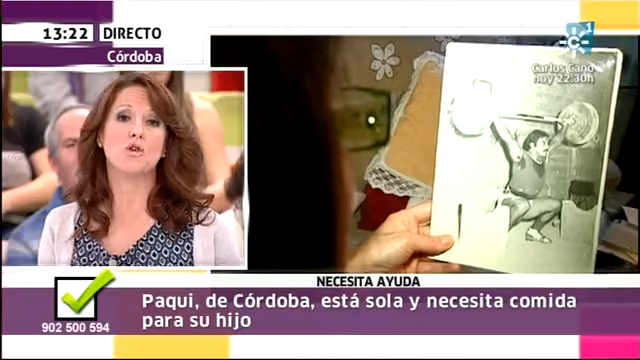 13:22 DIRECTO
Córdoba
1
Carlos Cano
hoy 22:30h
NECESITA AYUDA
Paqui, de Córdoba, está sola y necesita comida
para su hijo
902 500 594